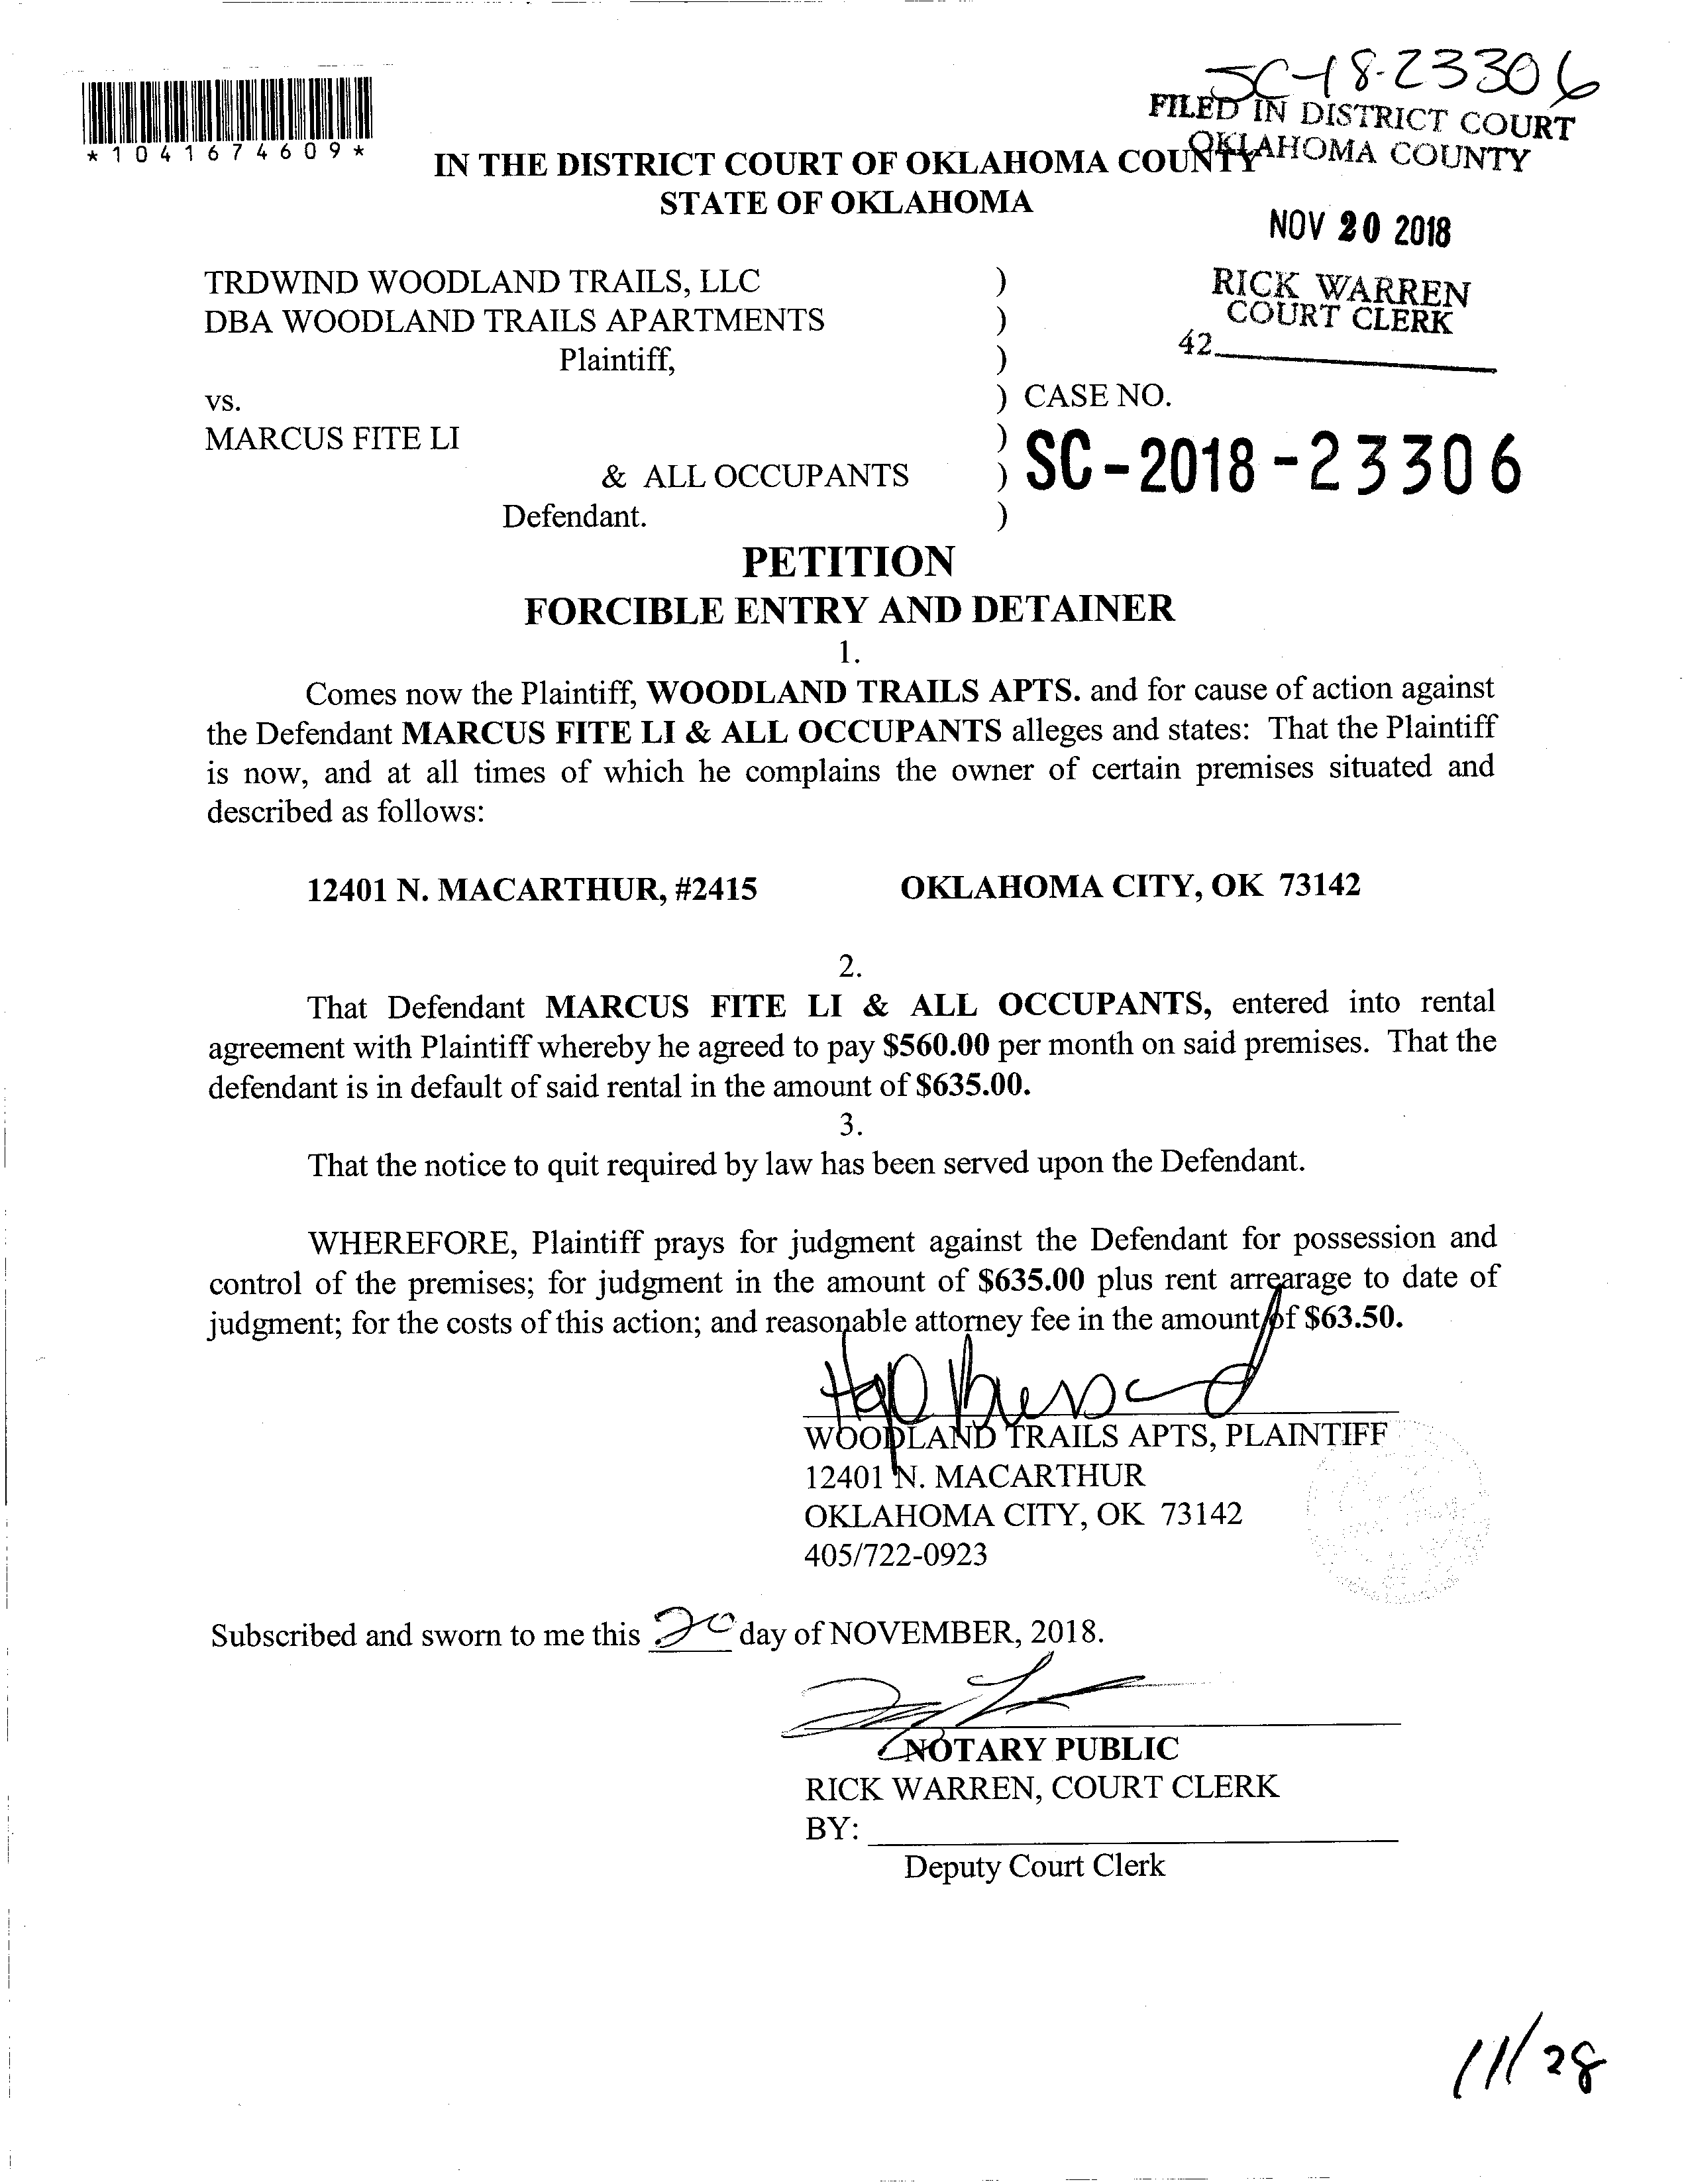 SC-18-23306
FILED IN DISTRICT COURT
OKLAHOMA COUNTY
*1041674609*
IN THE DISTRICT COURT OF OKLAHOMA COUNTY
STATE OF OKLAHOMA
NOV 20 2018
TRDWIND WOODLAND TRAILS, LLC )
DBA WOODLAND TRAILS APARTMENTS )
Plaintiff, )
RICK WARREN
COURT CLERK
42
vs. ) CASE NO.
MARCUS FITE LI )
& ALL OCCUPANTS ) SC-2018-23306
Defendant. )
PETITION
FORCIBLE ENTRY AND DETAINER
1.
Comes now the Plaintiff, WOODLAND TRAILS APTS. and for cause of action against
the Defendant MARCUS FITE LI & ALL OCCUPANTS alleges and states: That the Plaintiff
is now, and at all times of which he complains the owner of certain premises situated and
described as follows:
12401 N. MACARTHUR, #2415 OKLAHOMA CITY, OK 73142
2.
That Defendant MARCUS FITE LI & ALL OCCUPANTS, entered into rental
agreement with Plaintiff whereby he agreed to pay $560.00 per month on said premises. That the
defendant is in default of said rental in the amount of $635.00.
3.
That the notice to quit required by law has been served upon the Defendant.
WHEREFORE, Plaintiff prays for judgment against the Defendant for possession and
control of the premises; for judgment in the amount of $635.00 plus rent arrearage to date of
judgment; for the costs of this action; and reasonable attorney fee in the amount of $63.50.
WOODLAND TRAILS APTS, PLAINTIFF
12401 N. MACARTHUR
OKLAHOMA CITY, OK 73142
405/722-0923
Subscribed and sworn to me this 20 day of NOVEMBER, 2018.
NOTARY PUBLIC
RICK WARREN, COURT CLERK
BY:
Deputy Court Clerk
11/28